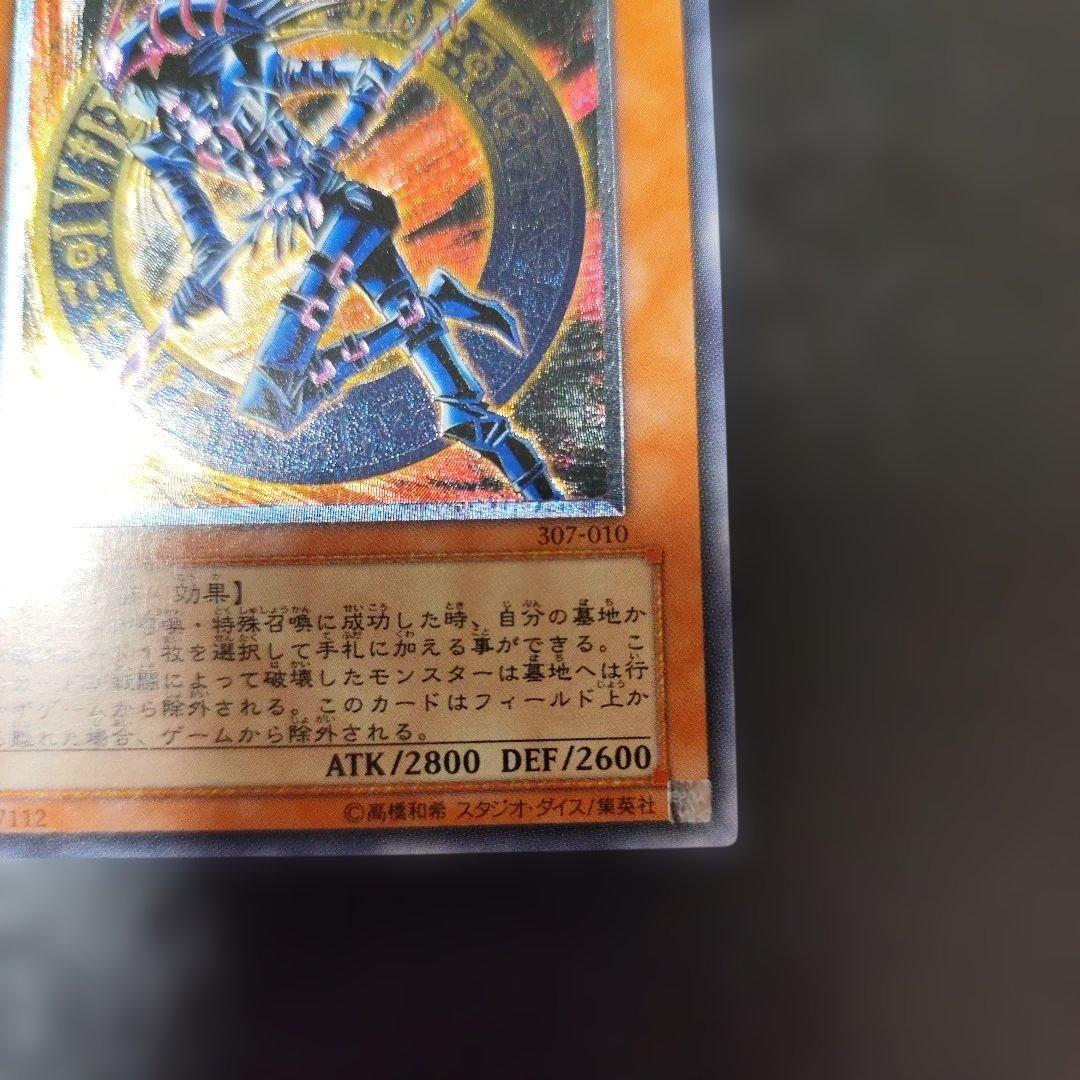 307-010
効果】
召喚・特殊召喚に成功した時、自分の墓地か
1枚を選択して手札に加える事ができる。こ
戦闘によって破壊したモンスターは墓地へは行
ずゲームから除外される。このカードはフィールド上か
離れた場合、ゲームから除外される。
ATK/2800 DEF/2600
7112 ©高橋和希 スタジオ・ダイス/集英社